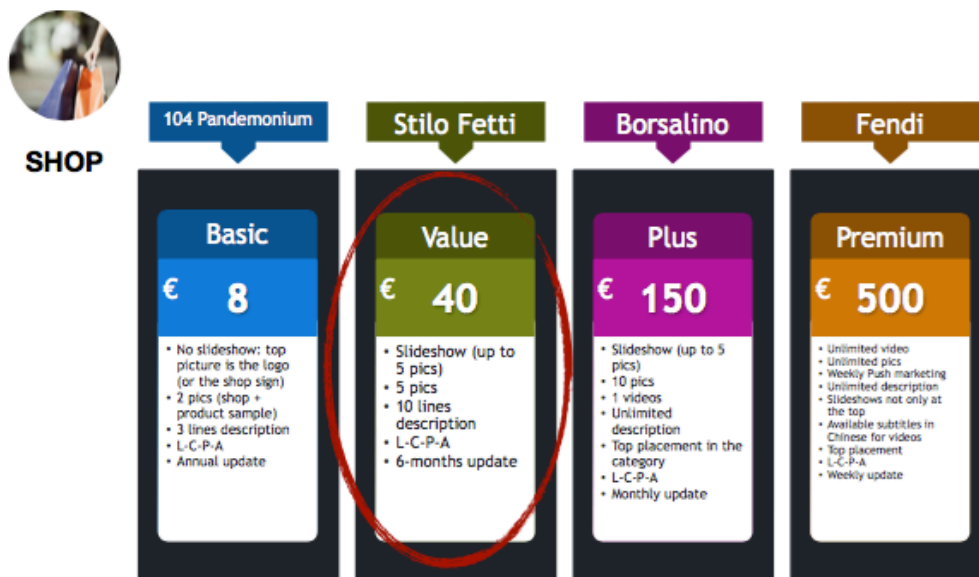 SHOP
104 Pandemonium
Basic
€ 8
• No slideshow: top
picture is the logo
(or the shop sign)
• 2 pics (shop +
product sample)
• 3 lines description
• L-C-P-A
• Annual update
Stilo Fetti
Value
€ 40
• Slideshow (up to
5 pics)
• 5 pics
• 10 lines
description
• L-C-P-A
• 6-months update
Borsalino
Plus
€ 150
• Slideshow (up to 5
pics)
• 10 pics
• 1 videos
• Unlimited
description
• Top placement in the
category
• L-C-P-A
• Monthly update
Fendi
Premium
€ 500
• Unlimited video
• Unlimited pics
• Weekly Push marketing
• Unlimited description
• Slideshows not only at
the top
• Available subtitles in
Chinese for videos
• Top placement
• L-C-P-A
• Weekly update